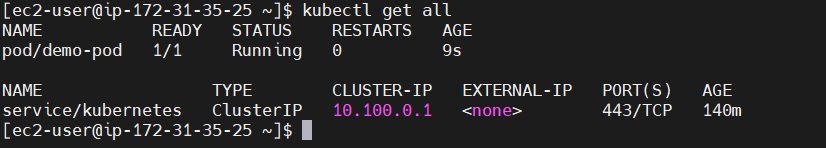 [ec2-user@ip-172-31-35-25 ~]$ kubectl get all
NAME           READY   STATUS    RESTARTS   AGE
pod/demo-pod   1/1     Running   0          9s

NAME                 TYPE        CLUSTER-IP   EXTERNAL-IP   PORT(S)   AGE
service/kubernetes   ClusterIP   10.100.0.1   <none>        443/TCP   140m
[ec2-user@ip-172-31-35-25 ~]$